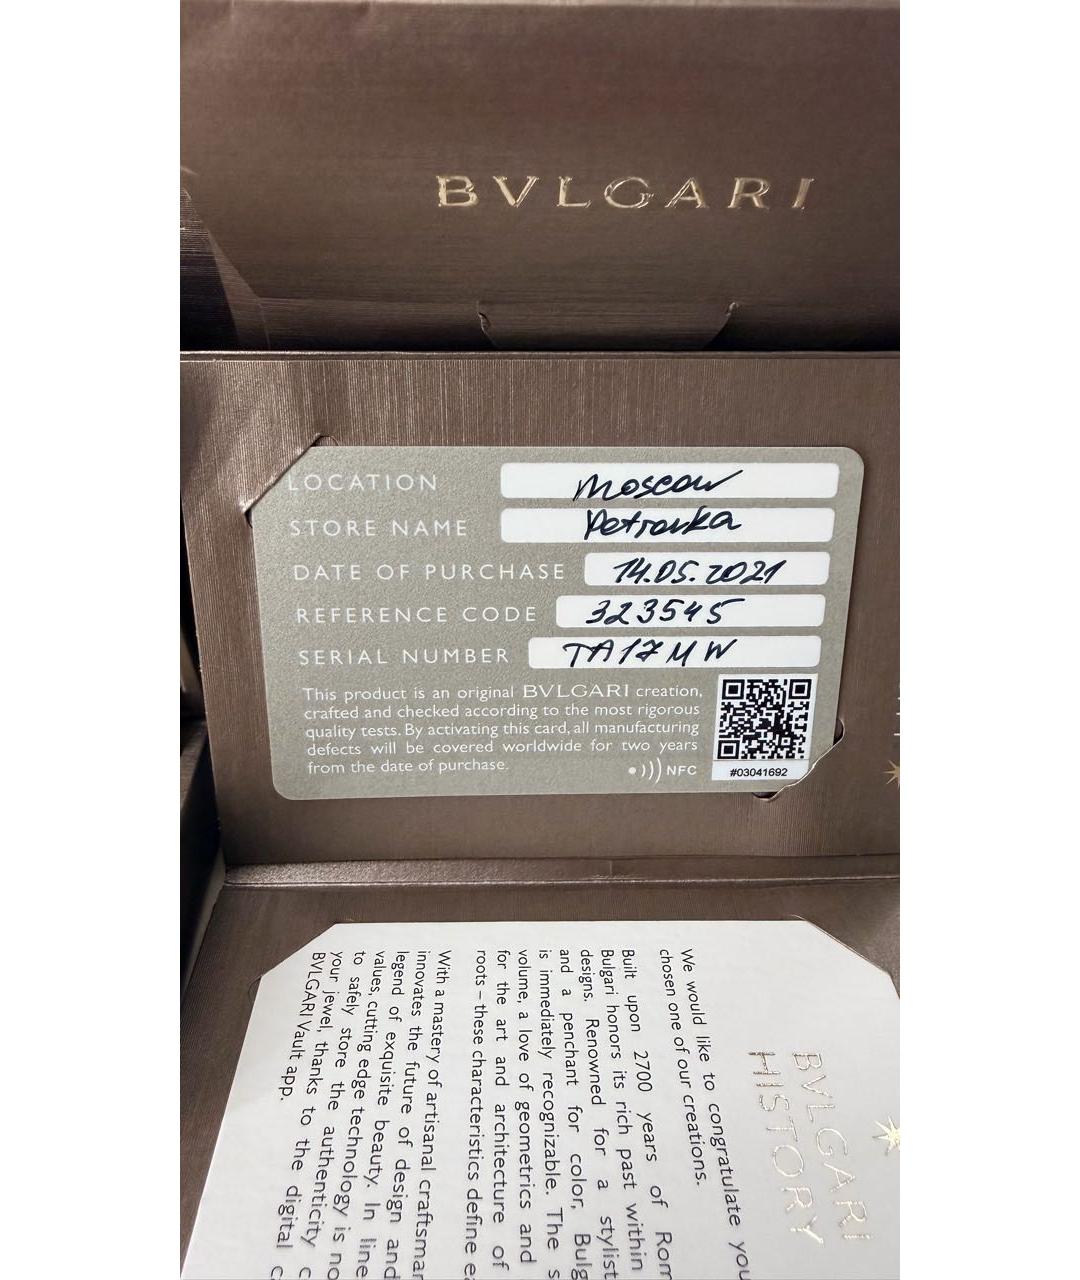 BVLGARI
LOCATION Moscow
STORE NAME Petrovka
DATE OF PURCHASE 14.05.2021
REFERENCE CODE 323545
SERIAL NUMBER TA17MW
This product is an original BVLGARI creation,
crafted and checked according to the most rigorous
quality tests. By activating this card, all manufacturing
defects will be covered worldwide for two years
from the date of purchase.
NFC
#03041692
BVLGARI
HISTORY
We would like to congratulate you
chosen one of our creations.
Built upon 2700 years of Rom
Bulgari honors its rich past within
designs. Renowned for a stylist
and a penchant for color, Bulg
is immediately recognizable. The s
volume, a love of geometrics and
for the art and architecture of
roots – these characteristics define ea
With a mastery of artisanal craftsman
innovates the future of design and
legend of exquisite beauty. In line
values, cutting edge technology is no
to safely store the authenticity c
your jewel, thanks to the digital c
BVLGARI Vault app.